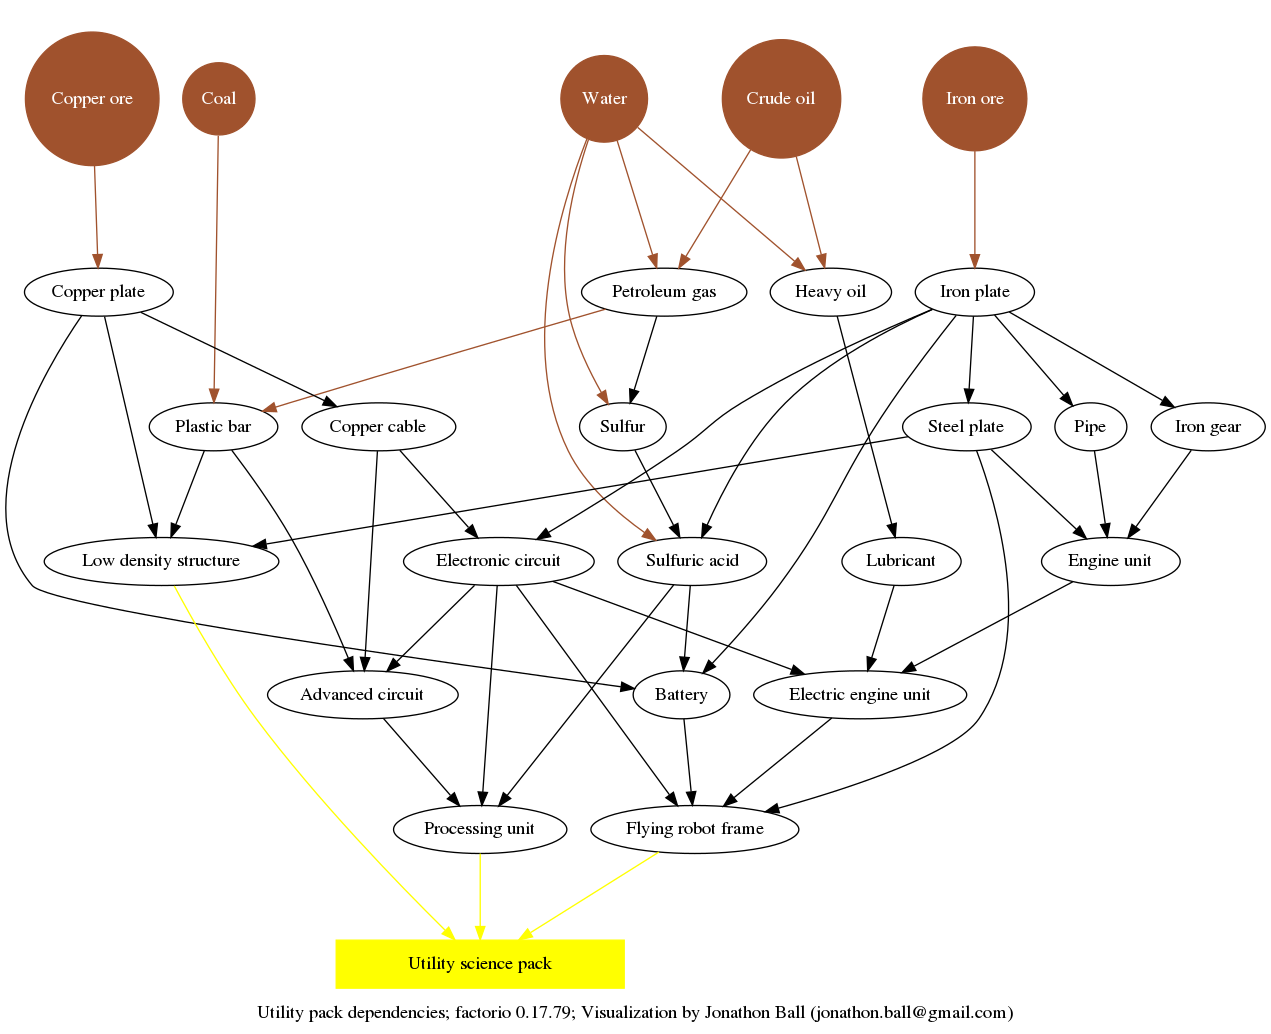 Copper ore
Coal
Water
Crude oil
Iron ore
Copper plate
Petroleum gas
Heavy oil
Iron plate
Plastic bar
Copper cable
Sulfur
Steel plate
Pipe
Iron gear
Low density structure
Electronic circuit
Sulfuric acid
Lubricant
Engine unit
Advanced circuit
Battery
Electric engine unit
Processing unit
Flying robot frame
Utility science pack
Utility pack dependencies; factorio 0.17.79; Visualization by Jonathon Ball (jonathon.ball@gmail.com)